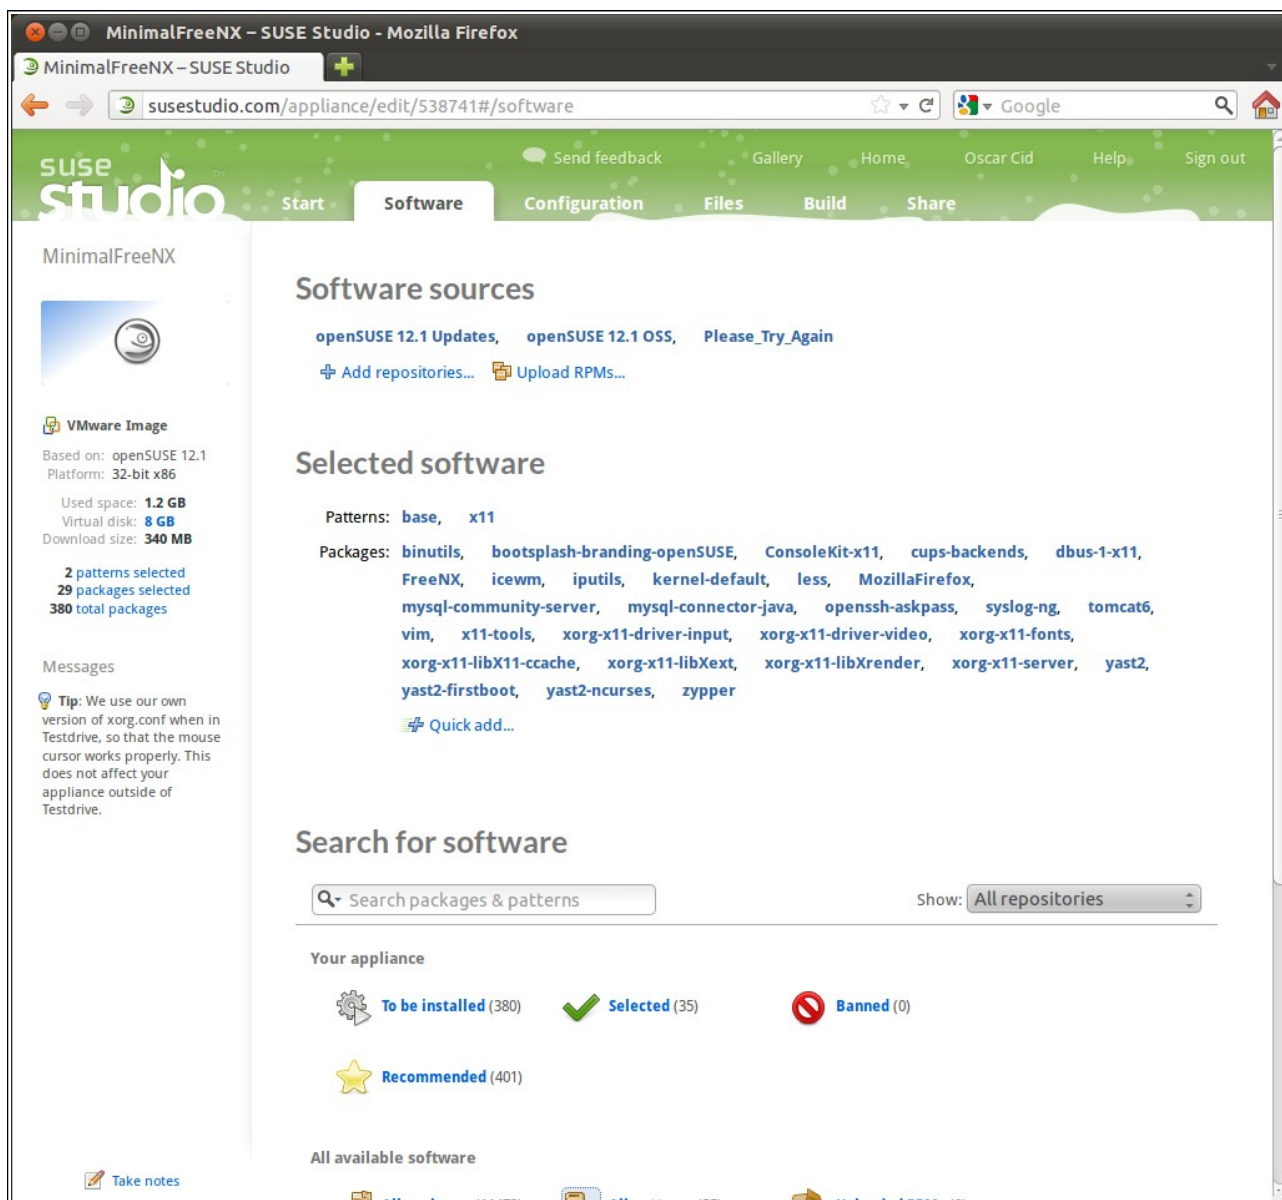 MinimalFreeNX – SUSE Studio - Mozilla Firefox
MinimalFreeNX – SUSE Studio
susestudio.com/appliance/edit/538741#/software
Google
suse
studio
Send feedback Gallery Home Oscar Cid Help Sign out
Start Software Configuration Files Build Share
MinimalFreeNX
VMware Image
Based on: openSUSE 12.1
Platform: 32-bit x86
Used space: 1.2 GB
Virtual disk: 8 GB
Download size: 340 MB
2 patterns selected
29 packages selected
380 total packages
Messages
Tip: We use our own
version of xorg.conf when in
Testdrive, so that the mouse
cursor works properly. This
does not affect your
appliance outside of
Testdrive.
Take notes
Software sources
openSUSE 12.1 Updates, openSUSE 12.1 OSS, Please_Try_Again
Add repositories... Upload RPMs...
Selected software
Patterns: base, x11
Packages: binutils, bootsplash-branding-openSUSE, ConsoleKit-x11, cups-backends, dbus-1-x11,
FreeNX, icewm, iputils, kernel-default, less, MozillaFirefox,
mysql-community-server, mysql-connector-java, openssh-askpass, syslog-ng, tomcat6,
vim, x11-tools, xorg-x11-driver-input, xorg-x11-driver-video, xorg-x11-fonts,
xorg-x11-libX11-ccache, xorg-x11-libXext, xorg-x11-libXrender, xorg-x11-server, yast2,
yast2-firstboot, yast2-ncurses, zypper
Quick add...
Search for software
Search packages & patterns Show: All repositories
Your appliance
To be installed (380) Selected (35) Banned (0)
Recommended (401)
All available software